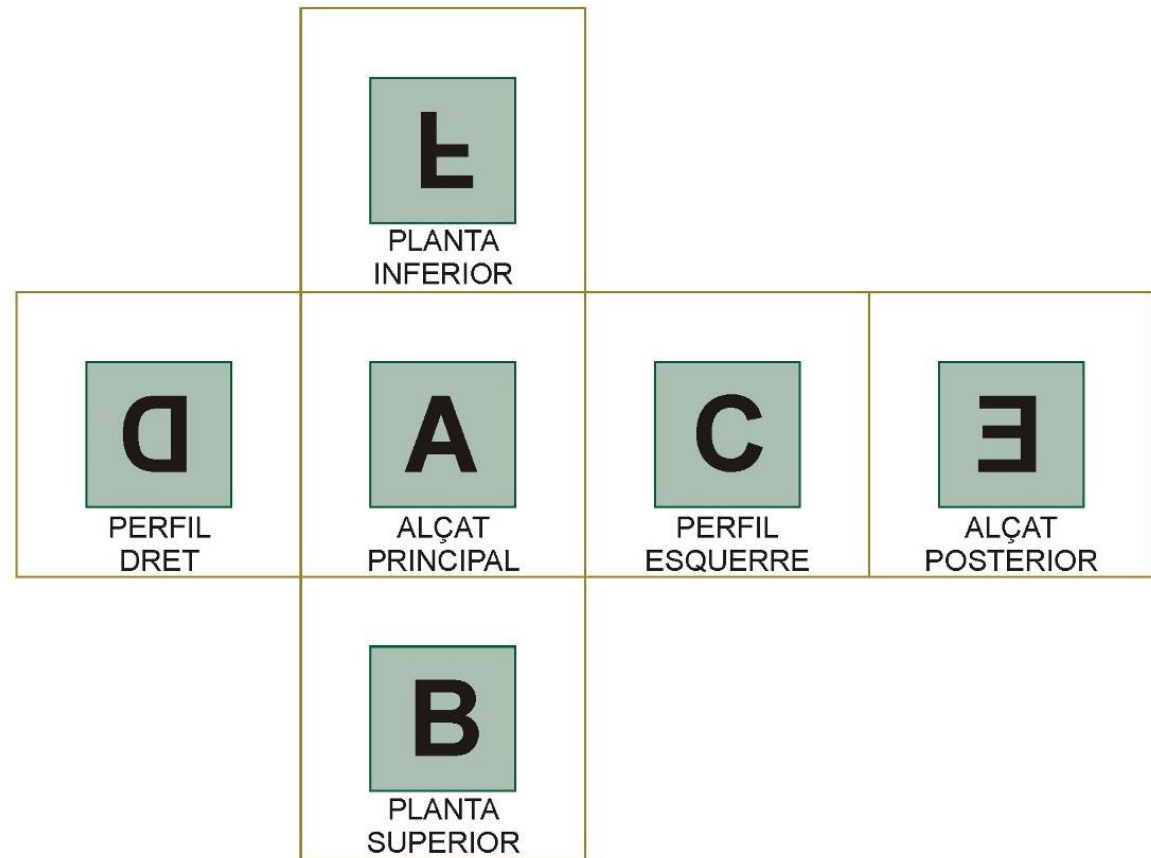 F
PLANTA
INFERIOR
D
A
C
E
PERFIL
DRET
ALÇAT
PRINCIPAL
PERFIL
ESQUERRE
ALÇAT
POSTERIOR
B
PLANTA
SUPERIOR